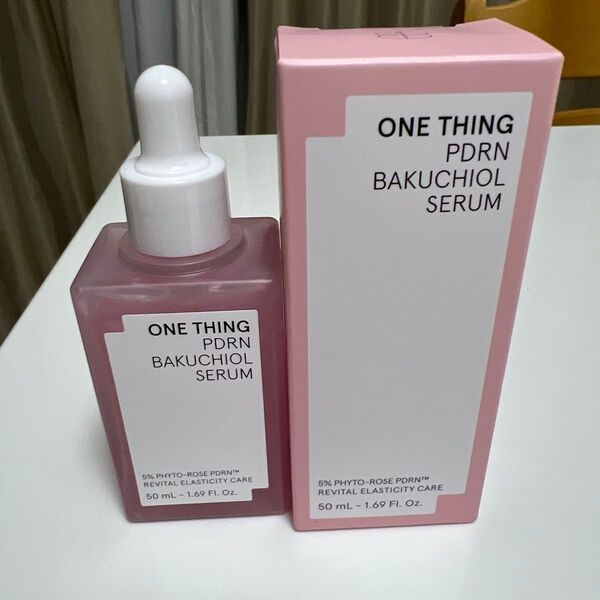 ONE THING
PDRN
BAKUCHIOL
SERUM
5% PHYTO-ROSE PDRN™
REVITAL ELASTICITY CARE
50 mL – 1.69 Fl. Oz.
ONE THING
PDRN
BAKUCHIOL
SERUM
5% PHYTO-ROSE PDRN™
REVITAL ELASTICITY CARE
50 mL – 1.69 Fl. Oz.